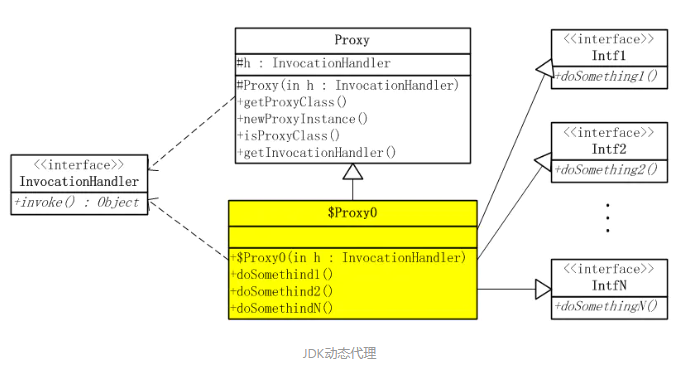 Proxy
#h : InvocationHandler
#Proxy(in h : InvocationHandler)
+getProxyClass()
+newProxyInstance()
+isProxyClass()
+getInvocationHandler()
<<interface>>
InvocationHandler
+invoke() : Object
$Proxy0
+$Proxy0(in h : InvocationHandler)
+doSomethind1()
+doSomethind2()
+doSomethindN()
<<interface>>
Intf1
+doSomething1()
<<interface>>
Intf2
+doSomething2()
<<interface>>
IntfN
+doSomethingN()
JDK动态代理